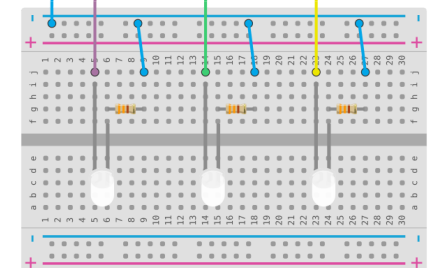 - -
+ +
1 2 3 4 5 6 7 8 9 10 11 12 13 14 15 16 17 18 19 20 21 22 23 24 25 26 27 28 29 30
j j
i i
h h
g g
f f
e e
d d
c c
b b
a a
1 2 3 4 5 6 7 8 9 10 11 12 13 14 15 16 17 18 19 20 21 22 23 24 25 26 27 28 29 30
- -
+ +